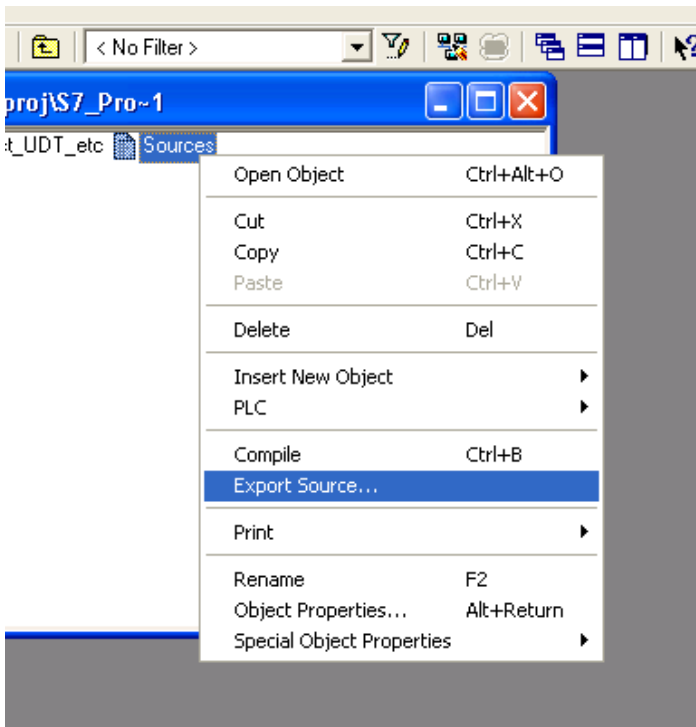 < No Filter >
proj\S7_Pro~1
t_UDT_etc Sources
Open Object Ctrl+Alt+O
Cut Ctrl+X
Copy Ctrl+C
Paste Ctrl+V
Delete Del
Insert New Object
PLC
Compile Ctrl+B
Export Source...
Print
Rename F2
Object Properties... Alt+Return
Special Object Properties